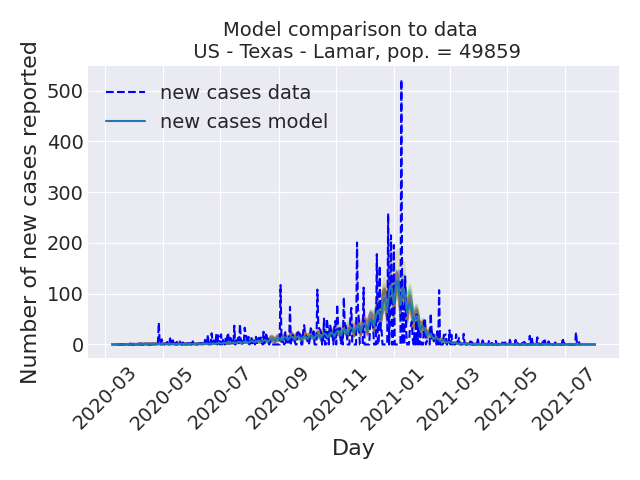 Model comparison to data
US - Texas - Lamar, pop. = 49859
Number of new cases reported
500
400
300
200
100
0
new cases data
new cases model
2020-03
2020-05
2020-07
2020-09
2020-11
2021-01
2021-03
2021-05
2021-07
Day